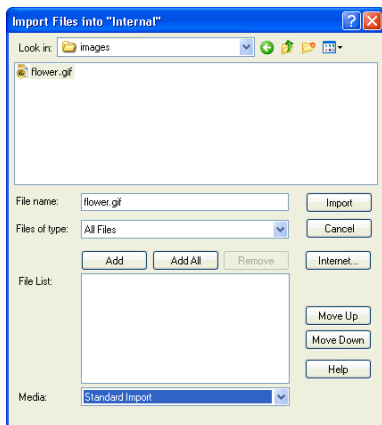 Import Files into "Internal"
Look in: images
flower.gif
File name: flower.gif Import
Files of type: All Files Cancel
Add Add All Remove Internet...
File List:
Move Up
Move Down
Help
Media: Standard Import